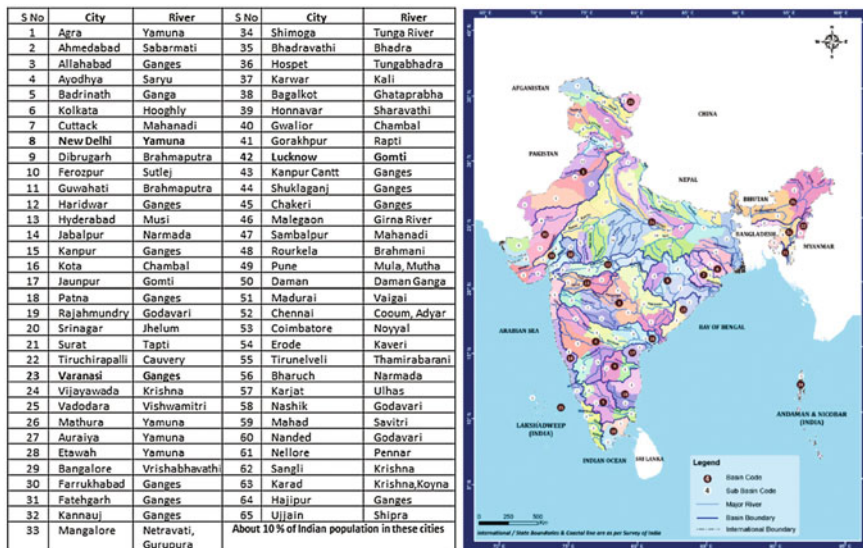 S No City River S No City River
1 Agra Yamuna 34 Shimoga Tunga River
2 Ahmedabad Sabarmati 35 Bhadravathi Bhadra
3 Allahabad Ganges 36 Hospet Tungabhadra
4 Ayodhya Saryu 37 Karwar Kali
5 Badrinath Ganga 38 Bagalkot Ghataprabha
6 Kolkata Hooghly 39 Honnavar Sharavathi
7 Cuttack Mahanadi 40 Gwalior Chambal
8 New Delhi Yamuna 41 Gorakhpur Rapti
9 Dibrugarh Brahmaputra 42 Lucknow Gomti
10 Ferozpur Sutlej 43 Kanpur Cantt Ganges
11 Guwahati Brahmaputra 44 Shuklaganj Ganges
12 Haridwar Ganges 45 Chakeri Ganges
13 Hyderabad Musi 46 Malegaon Girna River
14 Jabalpur Narmada 47 Sambalpur Mahanadi
15 Kanpur Ganges 48 Rourkela Brahmani
16 Kota Chambal 49 Pune Mula, Mutha
17 Jaunpur Gomti 50 Daman Daman Ganga
18 Patna Ganges 51 Madurai Vaigai
19 Rajahmundry Godavari 52 Chennai Cooum, Adyar
20 Srinagar Jhelum 53 Coimbatore Noyyal
21 Surat Tapti 54 Erode Kaveri
22 Tiruchirapalli Cauvery 55 Tirunelveli Thamirabarani
23 Varanasi Ganges 56 Bharuch Narmada
24 Vijayawada Krishna 57 Karjat Ulhas
25 Vadodara Vishwamitri 58 Nashik Godavari
26 Mathura Yamuna 59 Mahad Savitri
27 Auraiya Yamuna 60 Nanded Godavari
28 Etawah Yamuna 61 Nellore Pennar
29 Bangalore Vrishabhavathi 62 Sangli Krishna
30 Farrukhabad Ganges 63 Karad Krishna,Koyna
31 Fatehgarh Ganges 64 Hajipur Ganges
32 Kannauj Ganges 65 Ujjain Shipra
33 Mangalore Netravati, Gurupura
About 10 % of Indian population in these cities
AFGANISTAN
CHINA
PAKISTAN
NEPAL
BHUTAN
BANGLADESH
MYANMAR
ARABIAN SEA
BAY OF BENGAL
LAKSHADWEEP
(INDIA)
ANDAMAN & NICOBAR
(INDIA)
INDIAN OCEAN
SRI LANKA
Legend
Basin Code
4 Sub Basin Code
Major River
Basin Boundary
International Boundary
0 250 500
International / State Boundaries & Coastal line are as per Survey of India